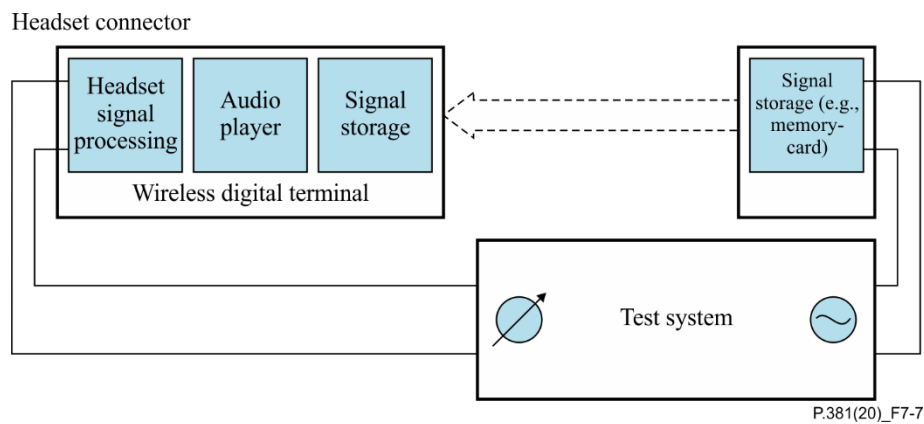 Headset connector
Headset
signal
processing
Audio
player
Signal
storage
Wireless digital terminal
Signal
storage (e.g.,
memory-
card)
Test system
P.381(20)_F7-7